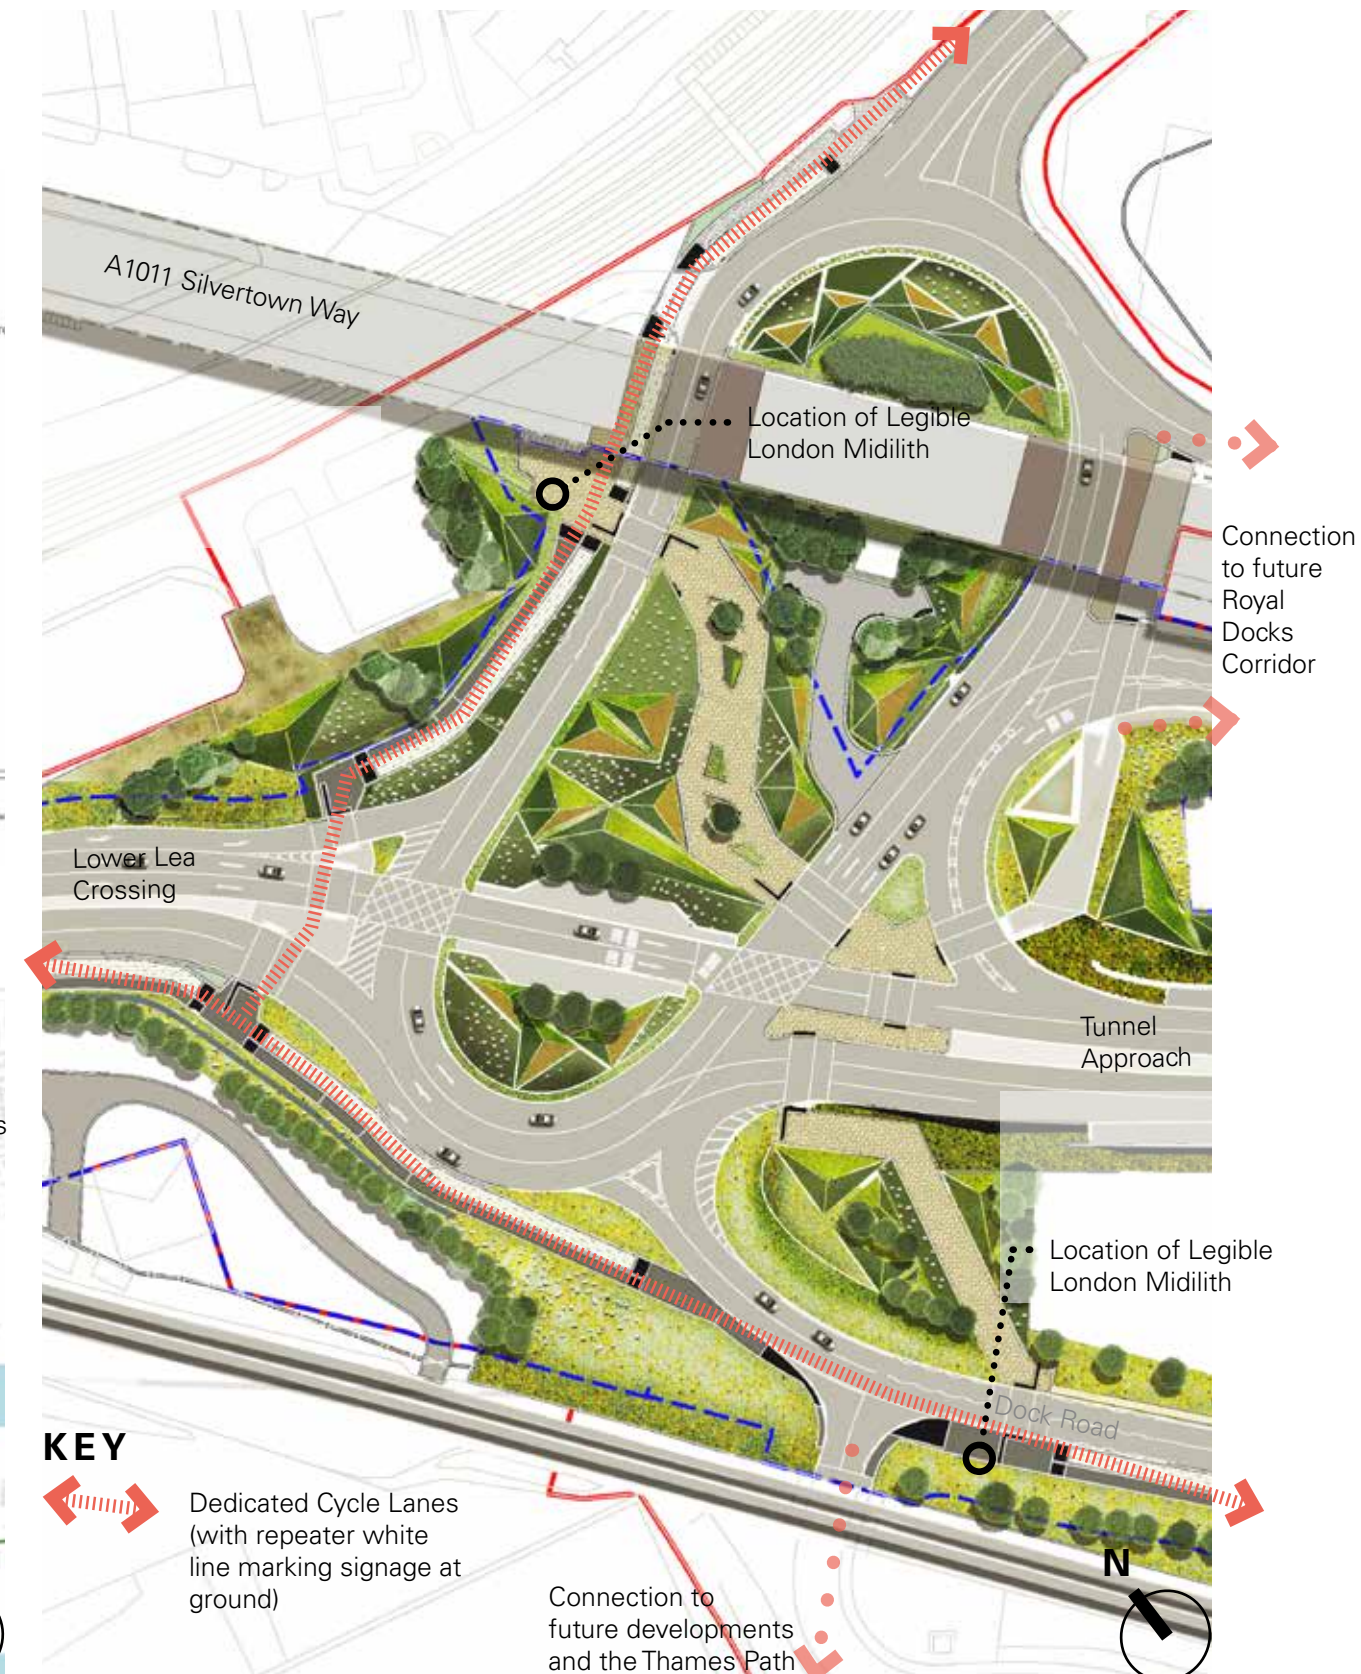 A1011 Silvertown Way
Location of Legible
London Midilith
Connection
to future
Royal
Docks
Corridor
Lower Lea
Crossing
Tunnel
Approach
Location of Legible
London Midilith
Dock Road
KEY
Dedicated Cycle Lanes
(with repeater white
line marking signage at
ground)
Connection to
future developments
and the Thames Path
N
s